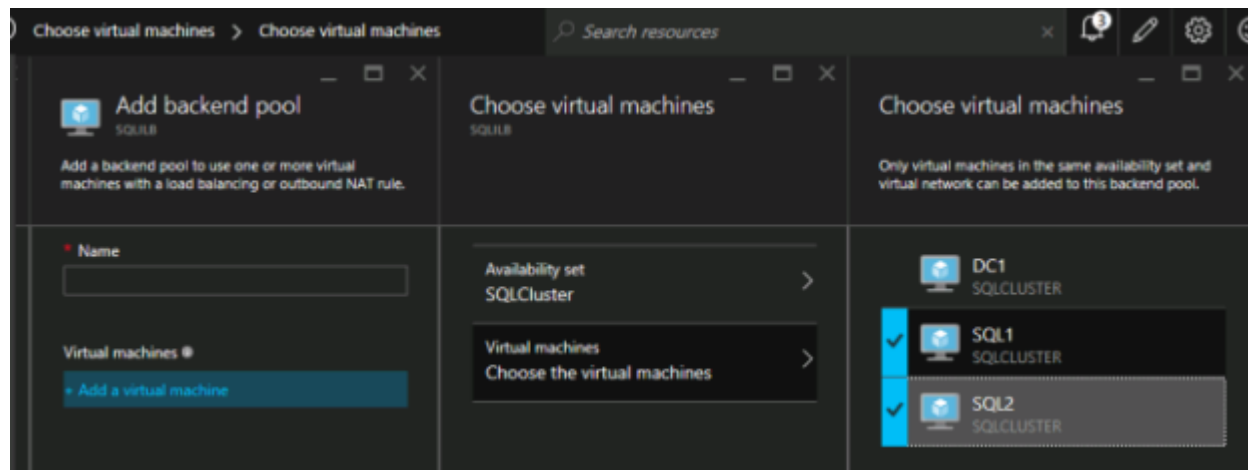 Choose virtual machines > Choose virtual machines
Search resources
3
Add backend pool
SQLILB
Add a backend pool to use one or more virtual
machines with a load balancing or outbound NAT rule.
* Name
Virtual machines
+ Add a virtual machine
Choose virtual machines
SQLILB
Availability set
SQLCluster
Virtual machines
Choose the virtual machines
Choose virtual machines
Only virtual machines in the same availability set and
virtual network can be added to this backend pool.
DC1
SQLCLUSTER
SQL1
SQLCLUSTER
SQL2
SQLCLUSTER